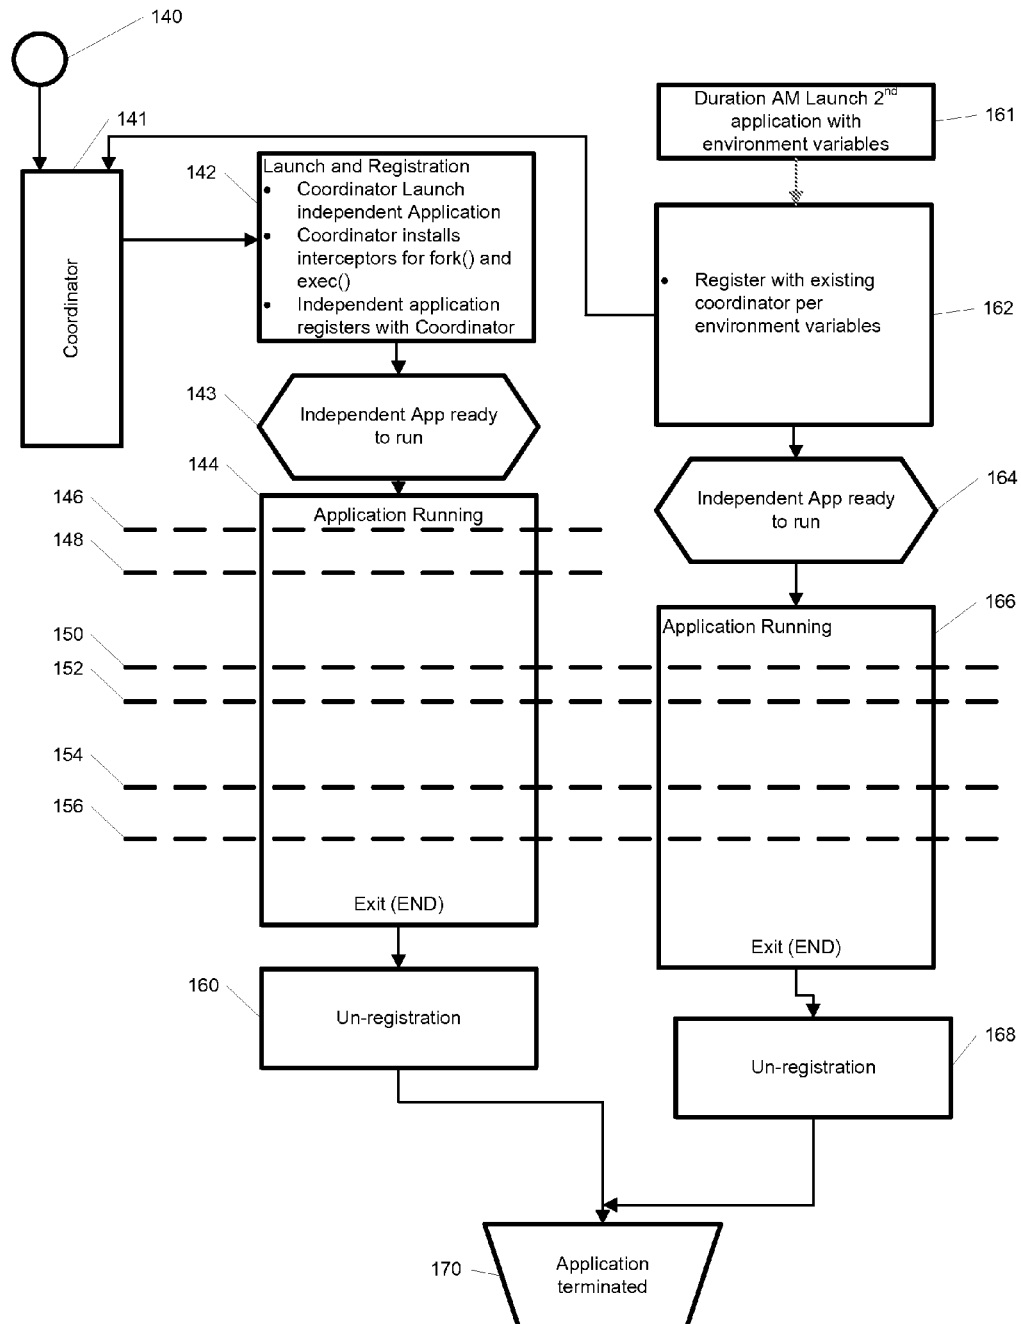 140
141
Duration AM Launch 2nd
application with
environment variables
161
142
Launch and Registration
• Coordinator Launch
independent Application
• Coordinator installs
interceptors for fork() and
exec()
• Independent application
registers with Coordinator
Coordinator
• Register with existing
coordinator per
environment variables
162
143
Independent App ready
to run
144
164
Independent App ready
to run
146
Application Running
148
166
Application Running
150
152
154
156
Exit (END)
Exit (END)
160
Un-registration
168
Un-registration
170
Application
terminated